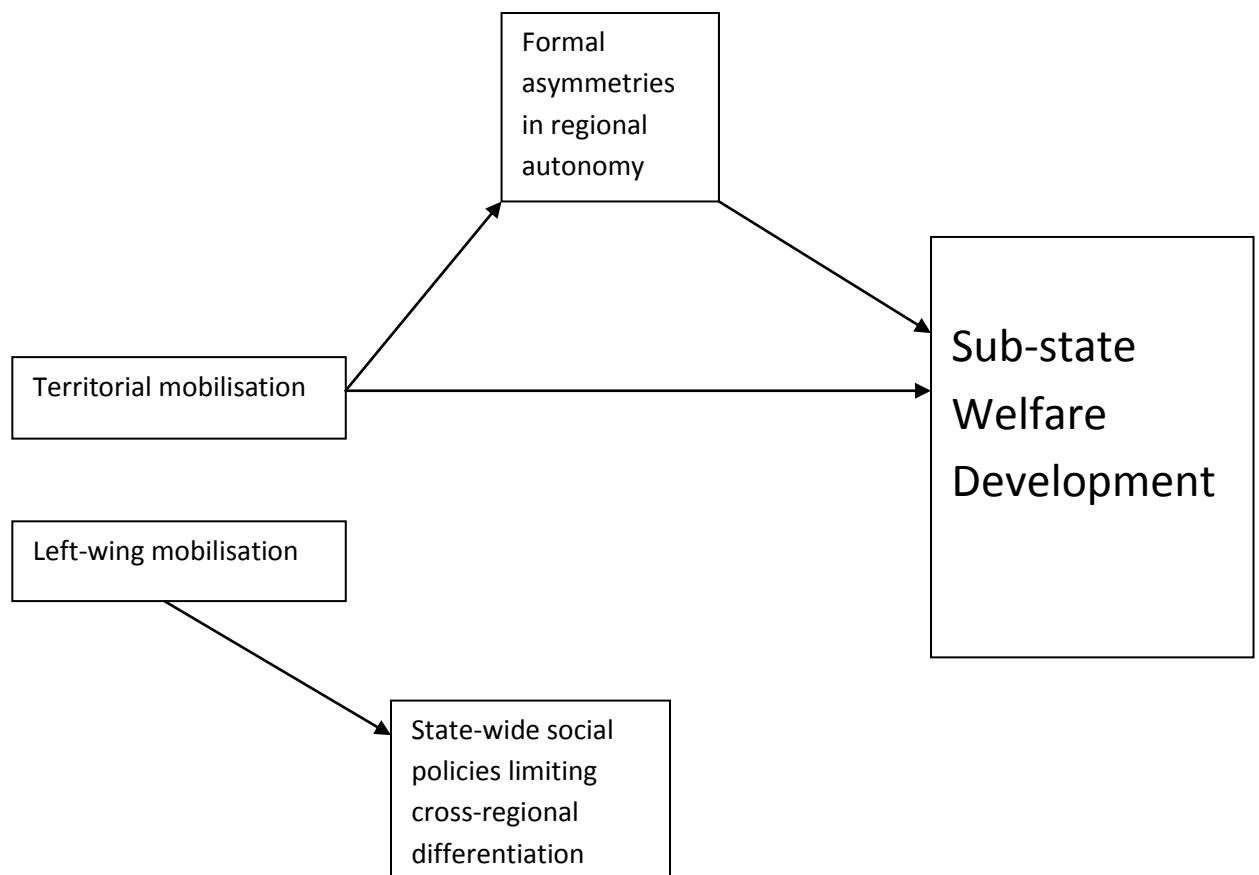 Formal
asymmetries
in regional
autonomy
Sub-state
Welfare
Development
Territorial mobilisation
Left-wing mobilisation
State-wide social
policies limiting
cross-regional
differentiation